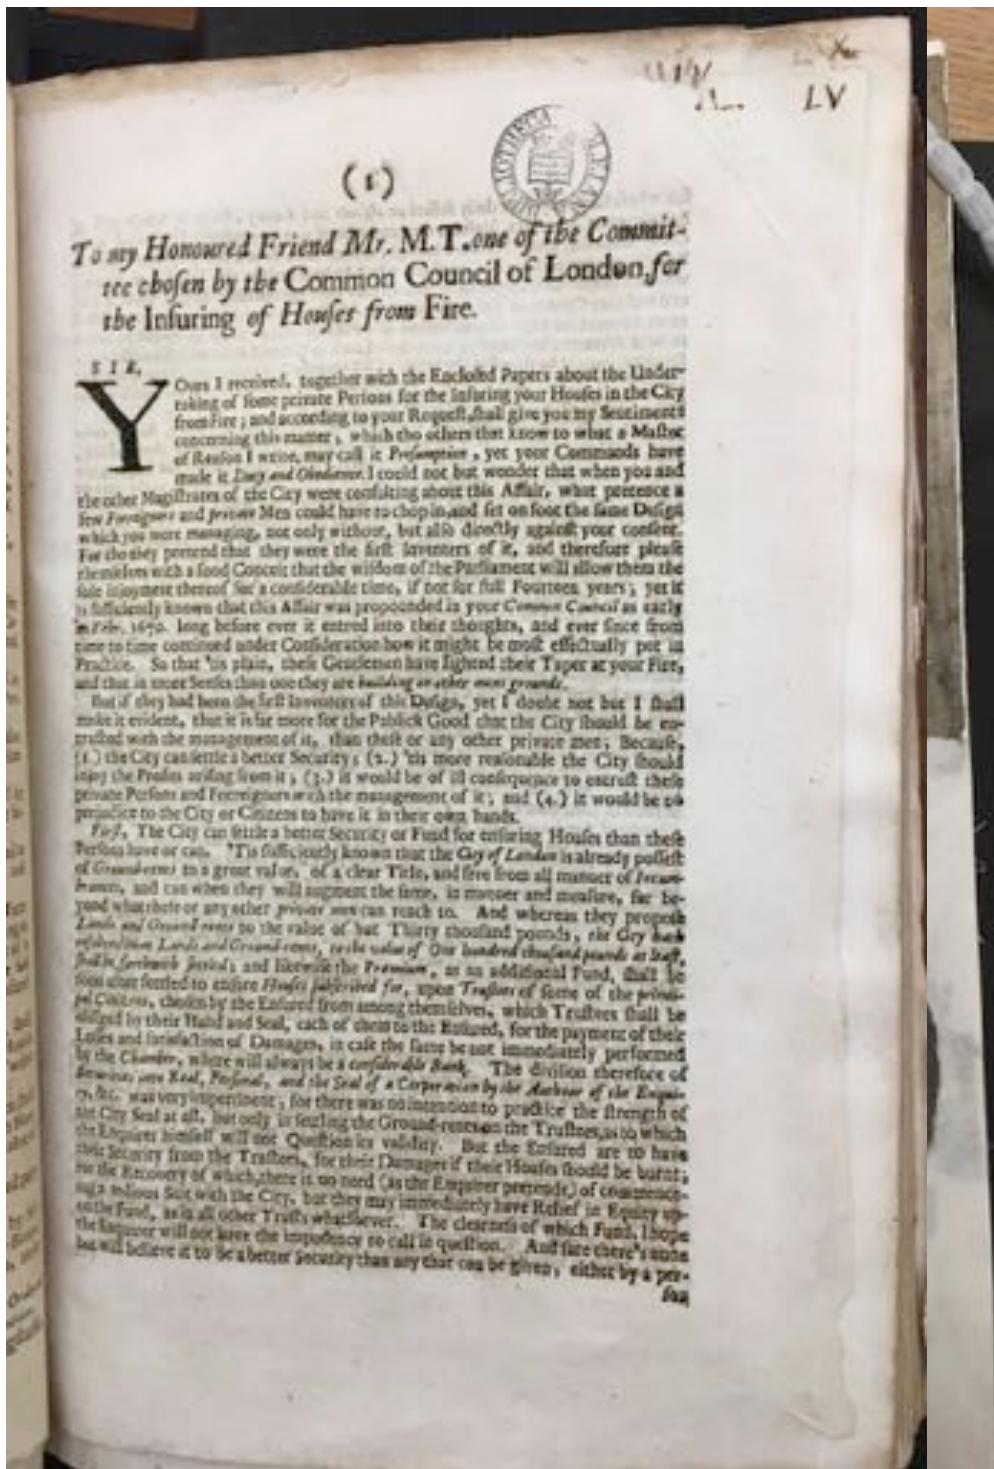 LV
(1)
To my Honoured Friend Mr. M.T. one of the Commit-
tee chosen by the Common Council of London, for
the Insuring of Houses from Fire.
SIR,
YOurs I received, together with the Enclosed Papers about the Under-
taking of some private Persons for the Insuring your Houses in the City
from Fire; and according to your Request, shall give you my Sentiments
concerning this matter, which tho others that know to what a Master
of Reason I write, may call it Presumption, yet your Commands have
made it Duty and Obedience. I could not but wonder that when you and
the other Magistrates of the City were consulting about this Affair, what pretence a
few Foreigners and private Men could have to chop in, and set on foot the same Design
which you were managing, not only without, but also directly against your consent.
For tho they pretend that they were the first Inventers of it, and therefore please
themselves with a fond Conceit that the wisdom of the Parliament will allow them the
sole injoyment thereof for a considerable time, if not for full Fourteen years; yet it
is sufficiently known that this Affair was propounded in your Common Council as early
as 1670. long before ever it entred into their thoughts, and ever since from
time to time continued under Consideration how it might be most effectually put in
Practice. So that 'tis plain, these Gentlemen have lighted their Taper at your Fire,
and that in more Senses than one they are building on other mens grounds.
But if they had been the first Inventers of this Design, yet I doubt not but I shall
make it evident, that it is far more for the Publick Good that the City should be en-
trusted with the management of it, than these or any other private men; Because,
(1.) the City can settle a better Security; (2.) 'tis more reasonable the City should
injoy the Profits arising from it; (3.) it would be of ill consequence to entrust these
private Persons and Forreigners with the management of it; and (4.) it would be no
prejudice to the City or Citizens to have it in their own hands.
First, The City can settle a better Security or Fund for ensuring Houses than these
Persons have or can. 'Tis sufficiently known that the City of London is already possest
of Ground-rents to a great value, of a clear Title, and free from all manner of Incum-
brances, and can when they will augment the same, in manner and measure, far be-
yond what these or any other private men can reach to. And whereas they propose
Lands and Ground-rents to the value of but Thirty thousand pounds, the City hath
Lands and Ground-rents, to the value of One hundred thousand pounds at least,
shall be forthwith settled; and likewise the Premium, as an additional Fund, shall be
soon after settled to ensure Houses subscribed for, upon Trustees of some of the princi-
pal Citizens, chosen by the Ensured from among themselves, which Trustees shall be
obliged by their Hand and Seal, each of them to the Ensured, for the payment of their
Losses and satisfaction of Damages, in case the same be not immediately performed
by the Chamber, where will always be a considerable Bank. The division therefore of
Securities into Real, Personal, and the Seal of a Corporation by the Authour of the Enqui-
ry, &c. was very impertinent; for there was no intention to practice the strength of
the City Seal at all, but only in settling the Ground-rents on the Trustees, as to which
the Enquirer himself will not Question its validity. But the Ensured are to have
their Security from the Trustees, for their Damages if their Houses should be burnt;
for the Recovery of which, there is no need (as the Enquirer pretends) of commenc-
ing a tedious Suit with the City, but they may immediately have Relief in Equity up-
on the Fund, as in all other Trusts whatsoever. The clearness of which Fund, I hope
the Enquirer will not have the impudence to call in question. And sure there's none
but will believe it to be a better Security than any that can be given, either by a per-
son